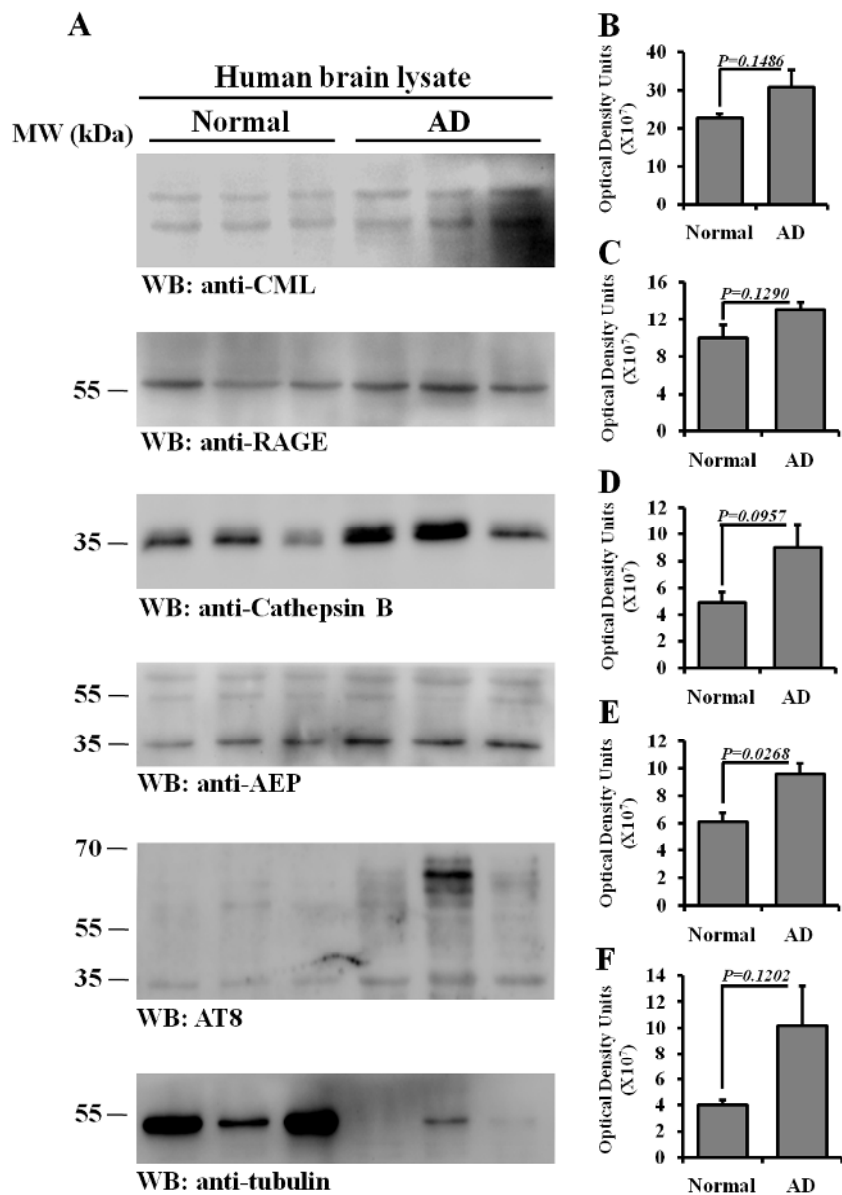 A
Human brain lysate
Normal AD
MW (kDa)
WB: anti-CML
55
WB: anti-RAGE
35
WB: anti-Cathepsin B
55
35
WB: anti-AEP
70
55
35
WB: AT8
55
WB: anti-tubulin
B
Optical Density Units
(X10⁷)
40
30
20
10
0
P=0.1486
Normal AD
C
Optical Density Units
(X10⁷)
16
12
8
4
0
P=0.1290
Normal AD
D
Optical Density Units
(X10⁷)
12
10
8
6
4
2
0
P=0.0957
Normal AD
E
Optical Density Units
(X10⁷)
12
10
8
6
4
2
0
P=0.0268
Normal AD
F
Optical Density Units
(X10⁷)
14
12
10
8
6
4
2
0
P=0.1202
Normal AD